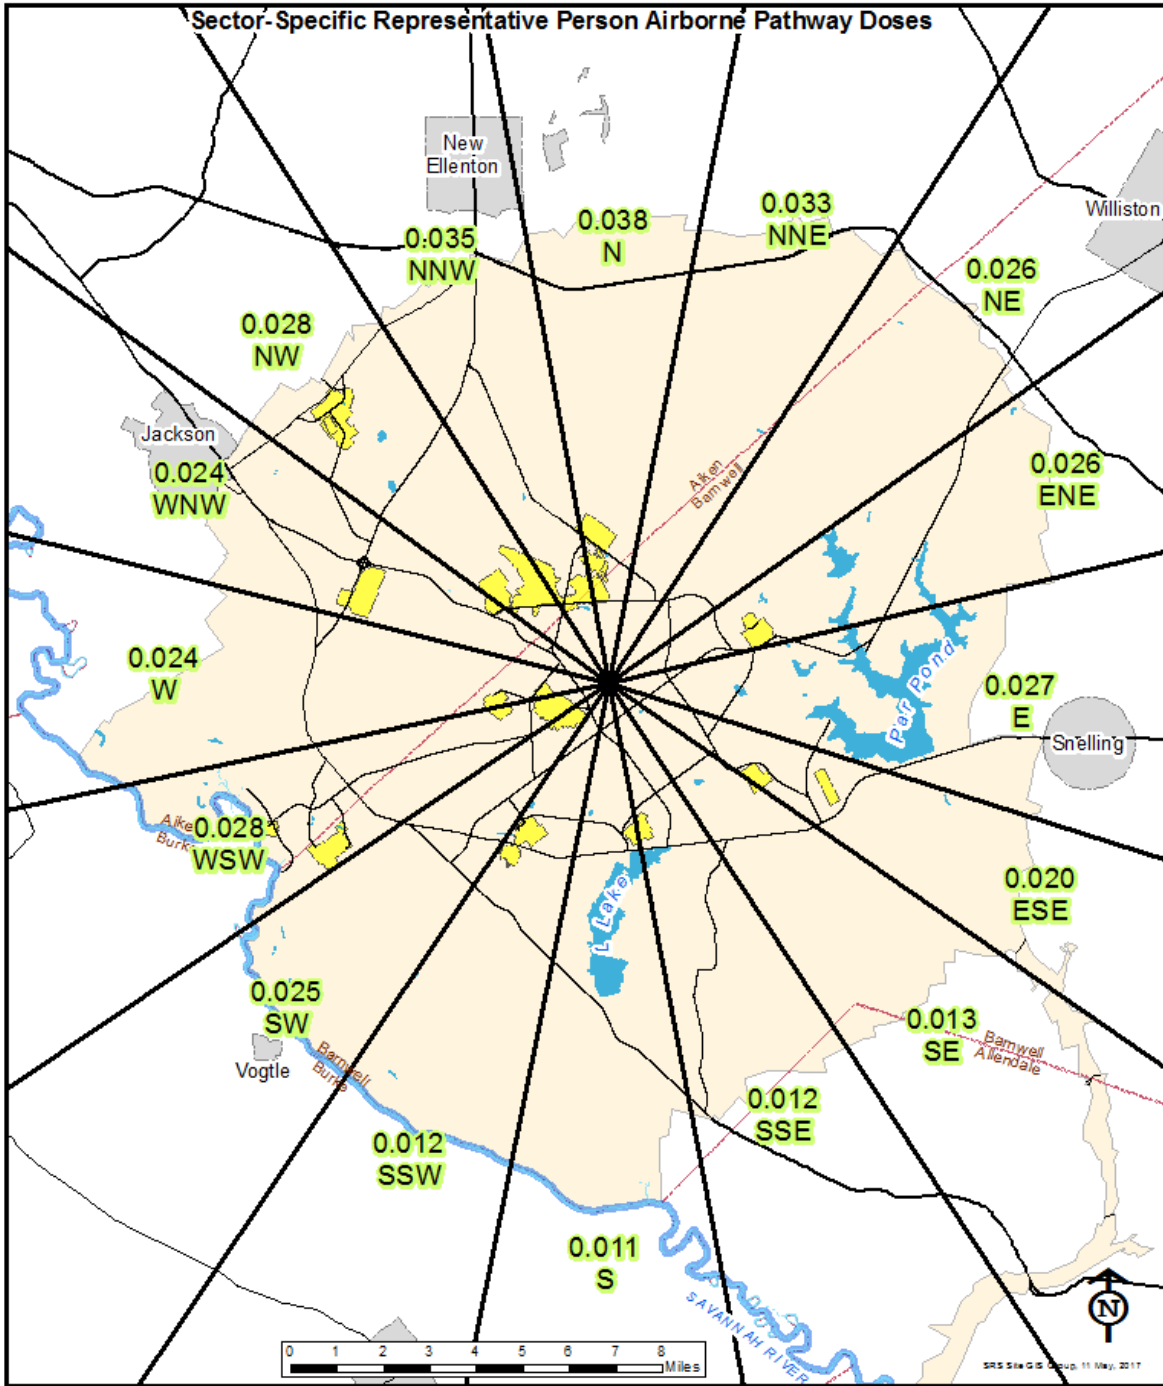 Sector-Specific Representative Person Airborne Pathway Doses
New
Ellenton
Williston
0.038
N
0.033
NNE
0.035
NNW
0.026
NE
0.028
NW
Jackson
0.024
WNW
Aiken
Barnwell
0.026
ENE
0.024
W
Par Pond
0.027
E
Snelling
Aike
Burk
0.028
WSW
L Lake
0.020
ESE
0.025
SW
Vogtle
Barnwell
Burke
0.013
SE
Barnwell
Allendale
0.012
SSE
0.012
SSW
0.011
S
SAVANNAH RIVER
N
0 1 2 3 4 5 6 7 8
Miles
SRS Site GIS Group, 11 May, 2017